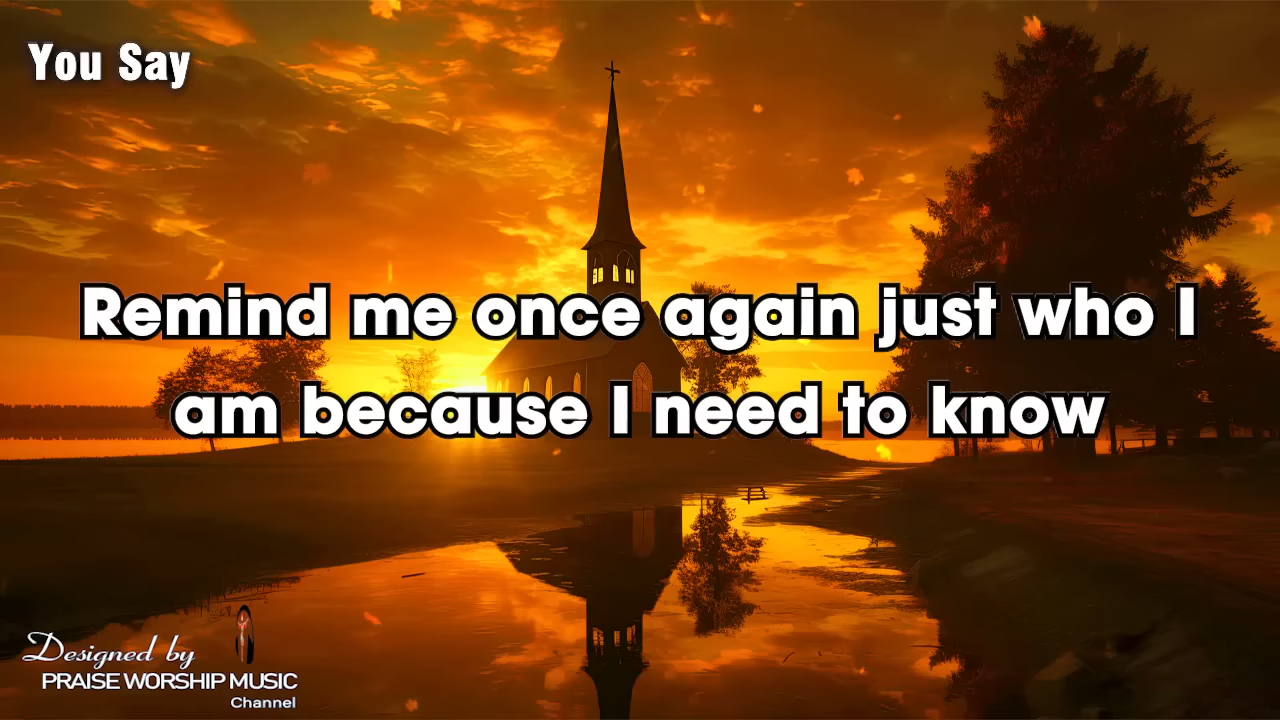 You Say
Remind me once again just who I
am because I need to know
Designed by
PRAISE WORSHIP MUSIC
Channel